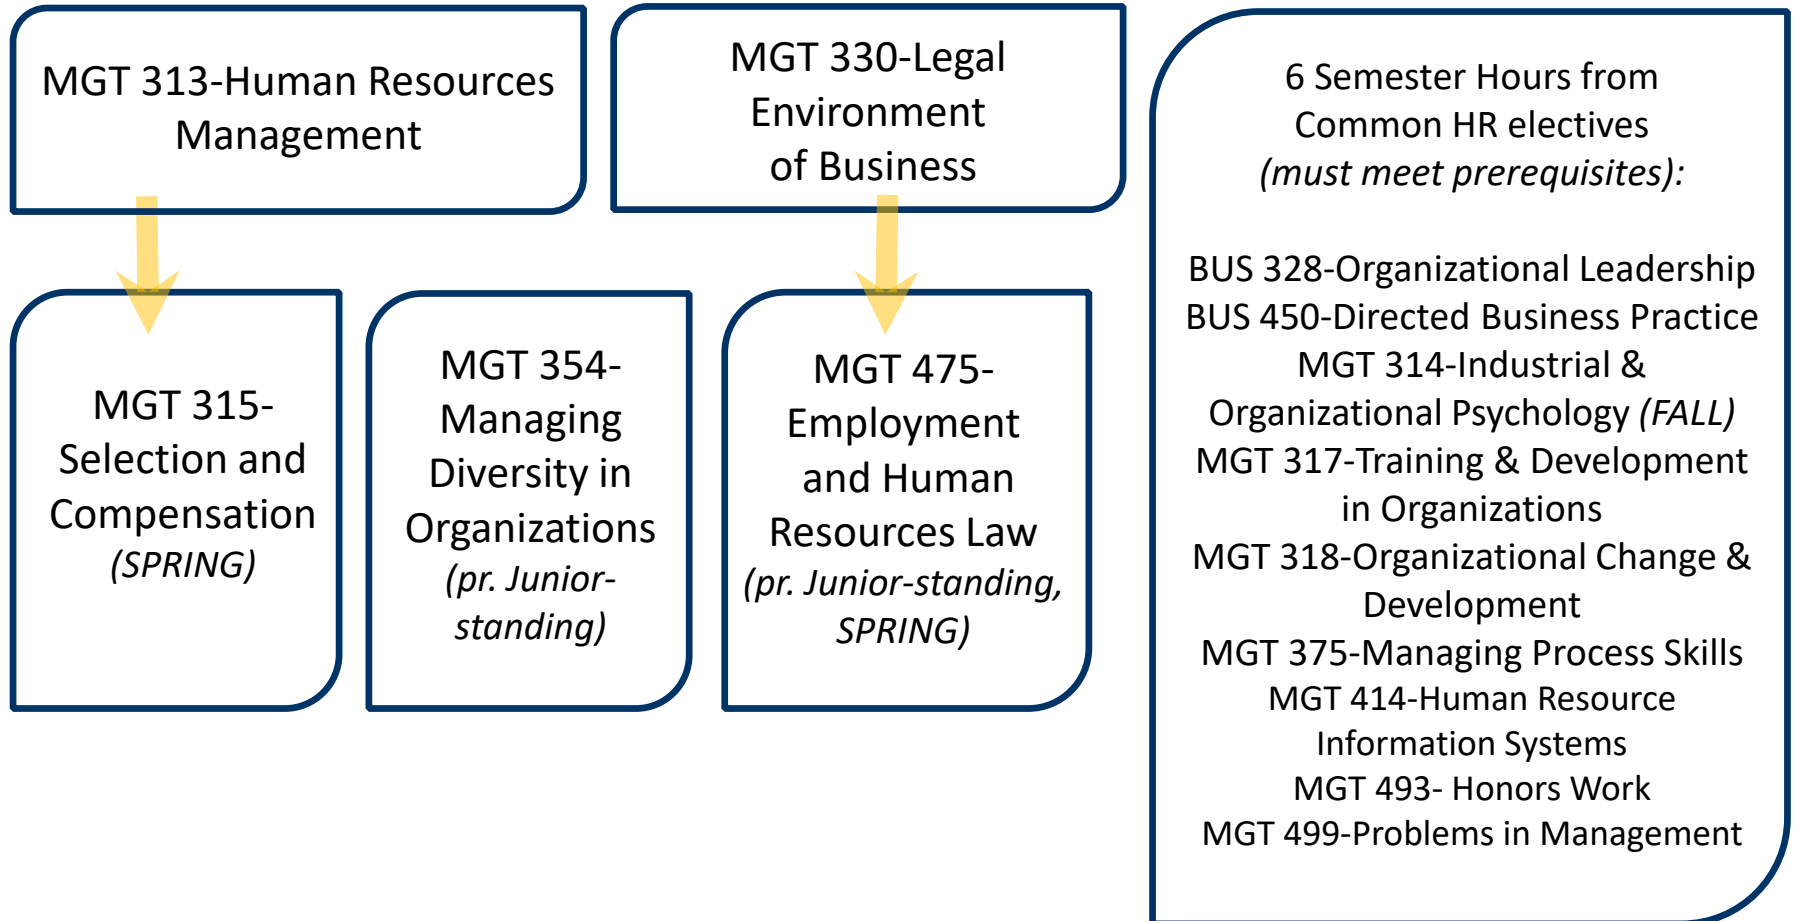 MGT 313-Human Resources
Management
MGT 330-Legal
Environment
of Business
MGT 315-
Selection and
Compensation
(SPRING)
MGT 354-
Managing
Diversity in
Organizations
(pr. Junior-
standing)
MGT 475-
Employment
and Human
Resources Law
(pr. Junior-standing,
SPRING)
6 Semester Hours from
Common HR electives
(must meet prerequisites):
BUS 328-Organizational Leadership
BUS 450-Directed Business Practice
MGT 314-Industrial &
Organizational Psychology (FALL)
MGT 317-Training & Development
in Organizations
MGT 318-Organizational Change &
Development
MGT 375-Managing Process Skills
MGT 414-Human Resource
Information Systems
MGT 493- Honors Work
MGT 499-Problems in Management